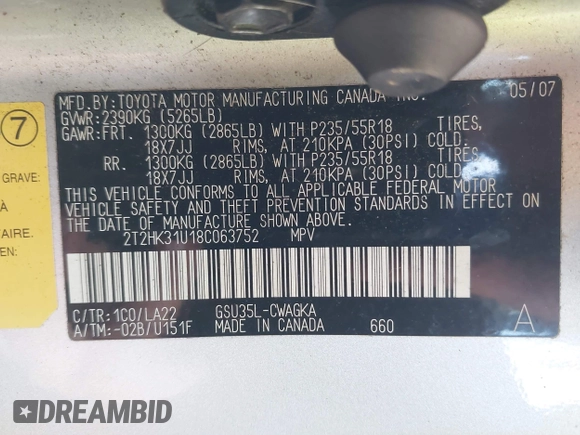 MFD.BY:TOYOTA MOTOR MANUFACTURING CANADA INC. 05/07
GVWR:2390KG (5265LB)
GAWR:FRT. 1300KG (2865LB) WITH P235/55R18 TIRES,
18X7JJ RIMS, AT 210KPA (30PSI) COLD.
RR. 1300KG (2865LB) WITH P235/55R18 TIRES,
18X7JJ RIMS, AT 210KPA (30PSI) COLD.
THIS VEHICLE CONFORMS TO ALL APPLICABLE FEDERAL MOTOR
VEHICLE SAFETY AND THEFT PREVENTION STANDARDS IN EFFECT ON
THE DATE OF MANUFACTURE SHOWN ABOVE.
2T2HK31U18C063752 MPV
C/TR:1C0/LA22 GSU35L-CWAGKA
A/TM:-02B/U151F MADE IN CANADA 660 A
7
GRAVE:
À
AIRE.
EN
DREAMBID